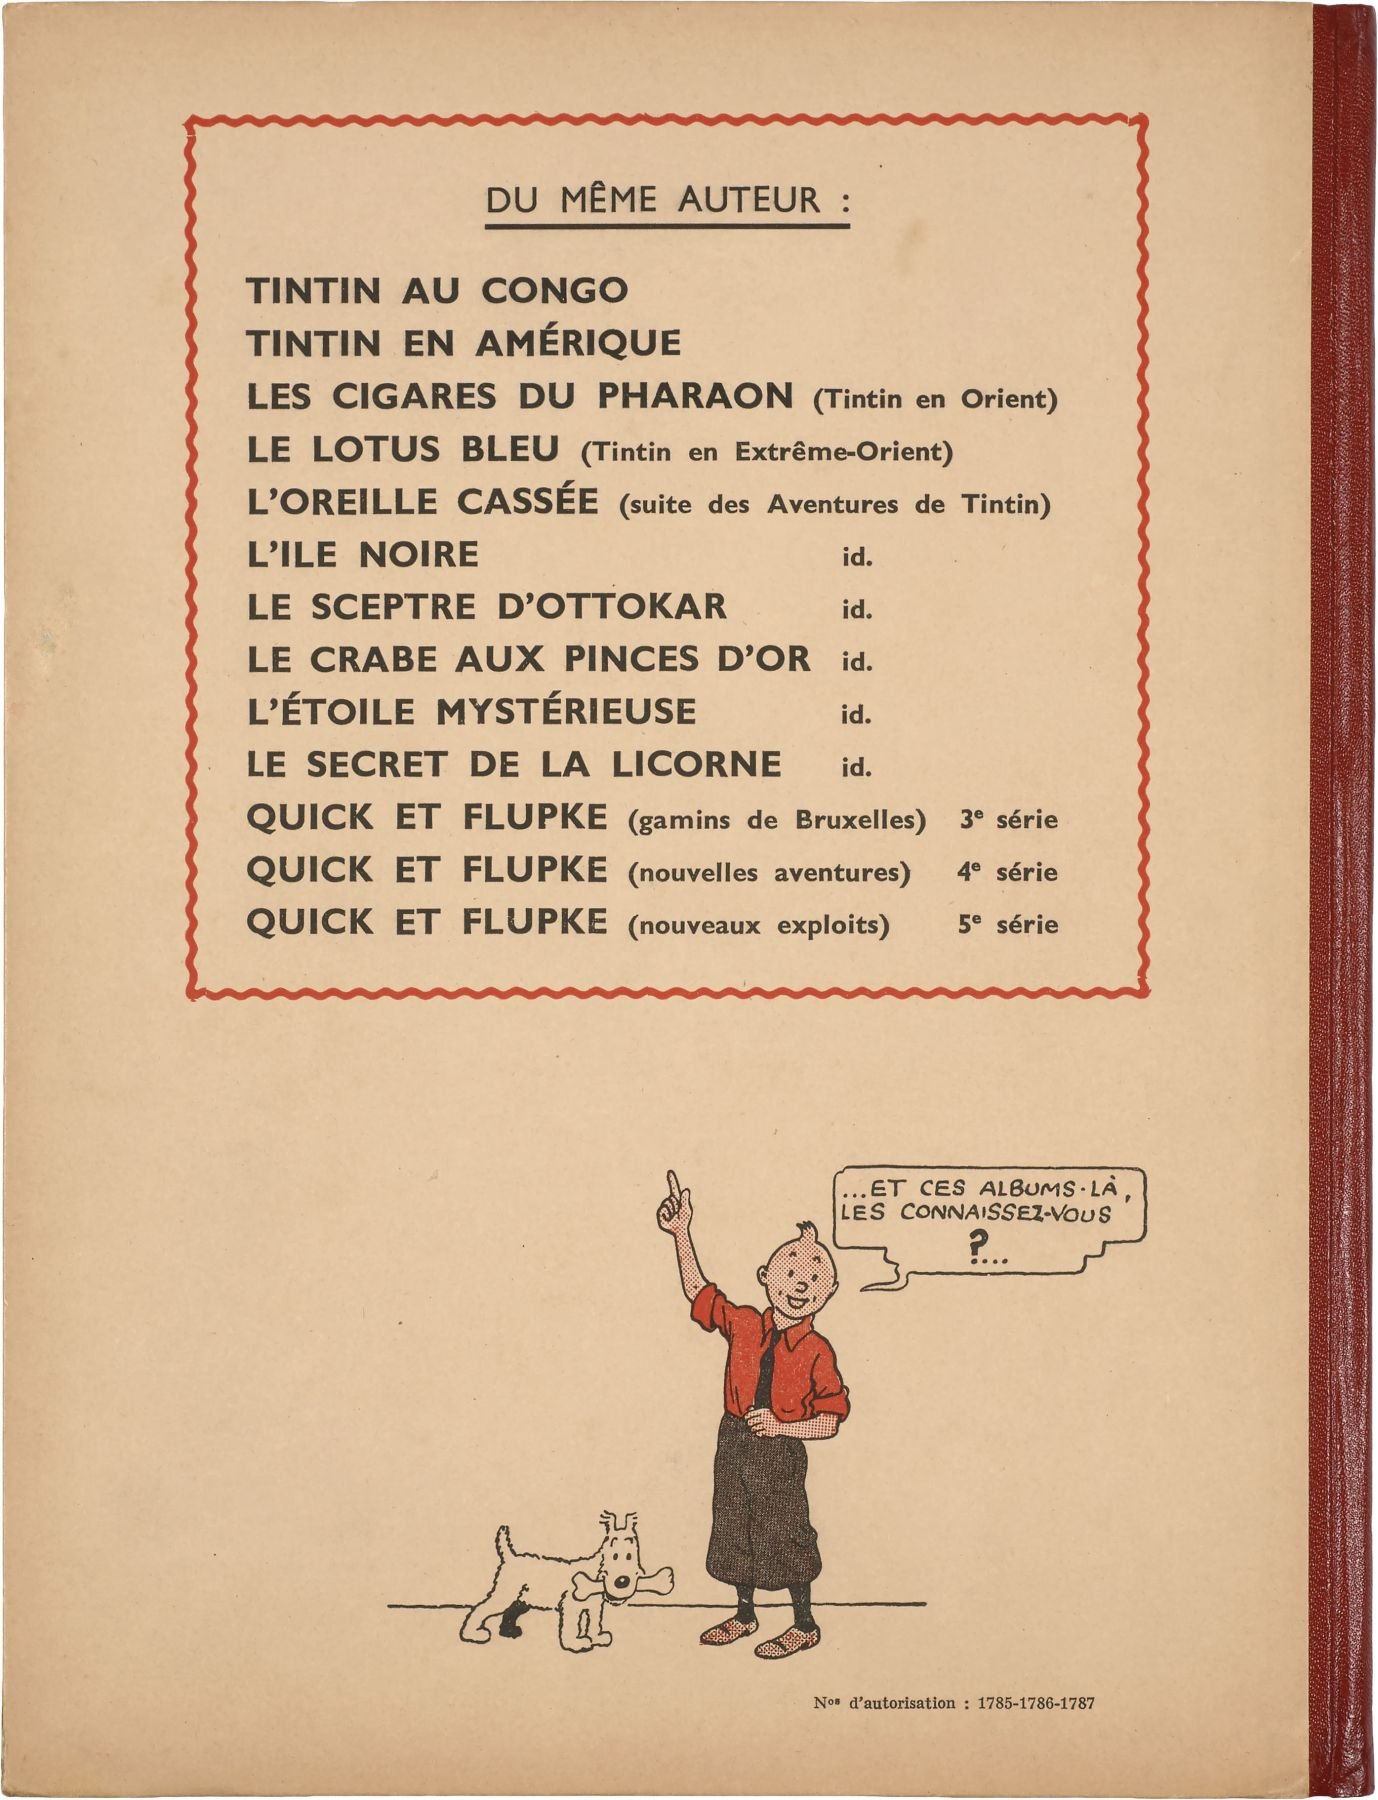 DU MÊME AUTEUR :
TINTIN AU CONGO
TINTIN EN AMÉRIQUE
LES CIGARES DU PHARAON (Tintin en Orient)
LE LOTUS BLEU (Tintin en Extrême-Orient)
L'OREILLE CASSÉE (suite des Aventures de Tintin)
L'ILE NOIRE id.
LE SCEPTRE D'OTTOKAR id.
LE CRABE AUX PINCES D'OR id.
L'ÉTOILE MYSTÉRIEUSE id.
LE SECRET DE LA LICORNE id.
QUICK ET FLUPKE (gamins de Bruxelles) 3e série
QUICK ET FLUPKE (nouvelles aventures) 4e série
QUICK ET FLUPKE (nouveaux exploits) 5e série
...ET CES ALBUMS-LÀ,
LES CONNAISSEZ-VOUS
?...
Nos d'autorisation : 1785-1786-1787